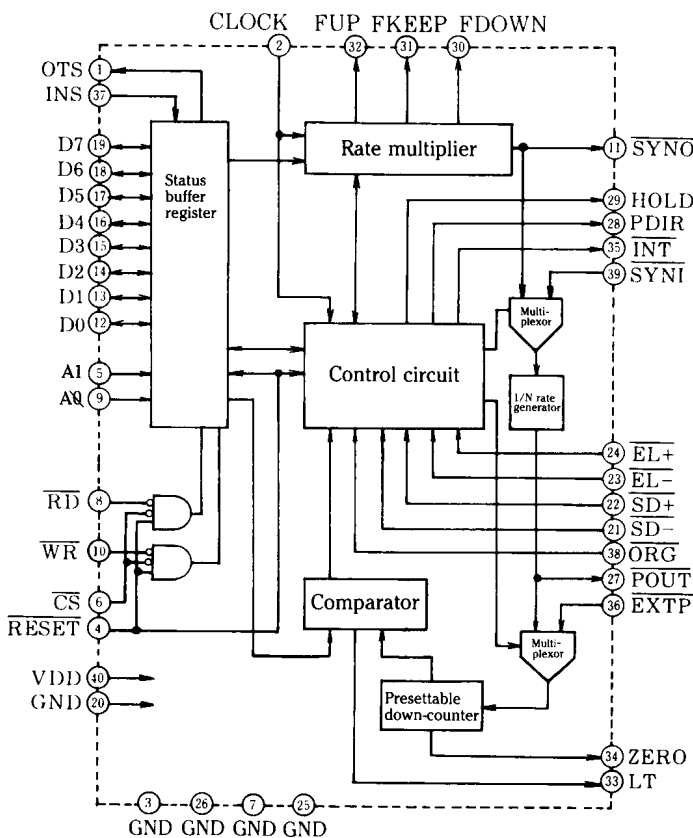 CLOCK FUP FKEEP FDOWN
2 32 31 30
OTS 1
INS 37
D7 19
D6 18
D5 17
D4 16
D3 15
D2 14
D1 13
D0 12
A1 5
A0 9
RD 8
WR 10
CS 6
RESET 4
VDD 40
GND 20
Status
buffer
register
Rate multiplier
Control circuit
Multi-
plexor
1/N rate
generator
Comparator
Multi-
plexor
Presettable
down-counter
11 SYNO
29 HOLD
28 PDIR
35 INT
39 SYNI
24 EL+
23 EL-
22 SD+
21 SD-
38 ORG
27 POUT
36 EXTP
34 ZERO
33 LT
3 26 7 25
GND GND GND GND